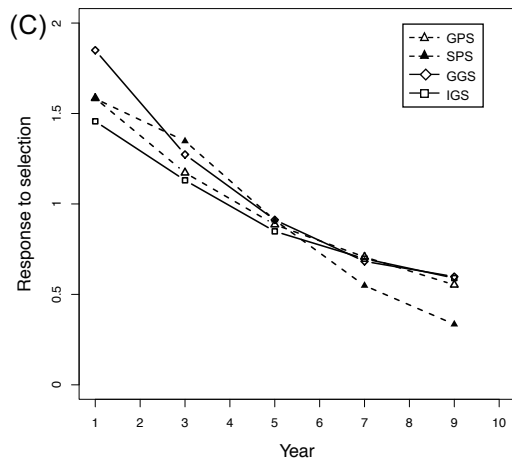 (C)
GPS
SPS
GGS
IGS
Response to selection
2
1.5
1
0.5
0
1 2 3 4 5 6 7 8 9 10
Year